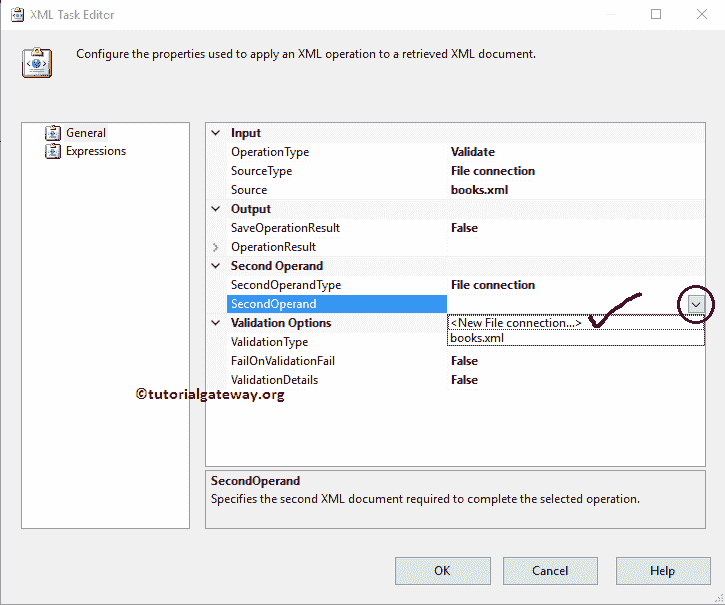 XML Task Editor
Configure the properties used to apply an XML operation to a retrieved XML document.
General
Expressions
Input
OperationType Validate
SourceType File connection
Source books.xml
Output
SaveOperationResult False
OperationResult
Second Operand
SecondOperandType File connection
SecondOperand
Validation Options <New File connection...>
ValidationType books.xml
FailOnValidationFail False
ValidationDetails False
©tutorialgateway.org
SecondOperand
Specifies the second XML document required to complete the selected operation.
OK Cancel Help